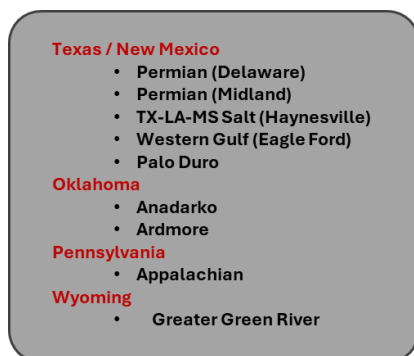 Texas / New Mexico
• Permian (Delaware)
• Permian (Midland)
• TX-LA-MS Salt (Haynesville)
• Western Gulf (Eagle Ford)
• Palo Duro
Oklahoma
• Anadarko
• Ardmore
Pennsylvania
• Appalachian
Wyoming
• Greater Green River